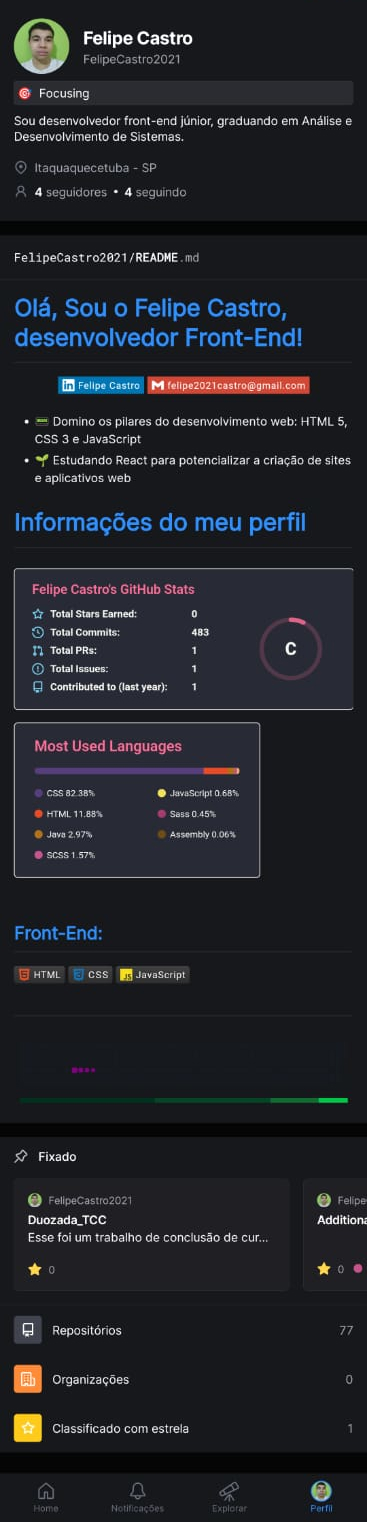 Felipe Castro
FelipeCastro2021
🎯 Focusing
Sou desenvolvedor front-end júnior, graduando em Análise e
Desenvolvimento de Sistemas.
Itaquaquecetuba - SP
4 seguidores • 4 seguindo
FelipeCastro2021/README.md
Olá, Sou o Felipe Castro,
desenvolvedor Front-End!
in Felipe Castro felipe2021castro@gmail.com
• 📟 Domino os pilares do desenvolvimento web: HTML 5,
CSS 3 e JavaScript
• 🌱 Estudando React para potencializar a criação de sites
e aplicativos web
Informações do meu perfil
Felipe Castro's GitHub Stats
Total Stars Earned: 0
Total Commits: 483
Total PRs: 1
Total Issues: 1
Contributed to (last year): 1
C
Most Used Languages
CSS 82.38% JavaScript 0.68%
HTML 11.88% Sass 0.45%
Java 2.97% Assembly 0.06%
SCSS 1.57%
Front-End:
HTML CSS JS JavaScript
Fixado
FelipeCastro2021 Felipe
Duozada_TCC Additiona
Esse foi um trabalho de conclusão de cur...
⭐ 0 ⭐ 0
Repositórios 77
Organizações 0
Classificado com estrela 1
Home Notificações Explorar Perfil